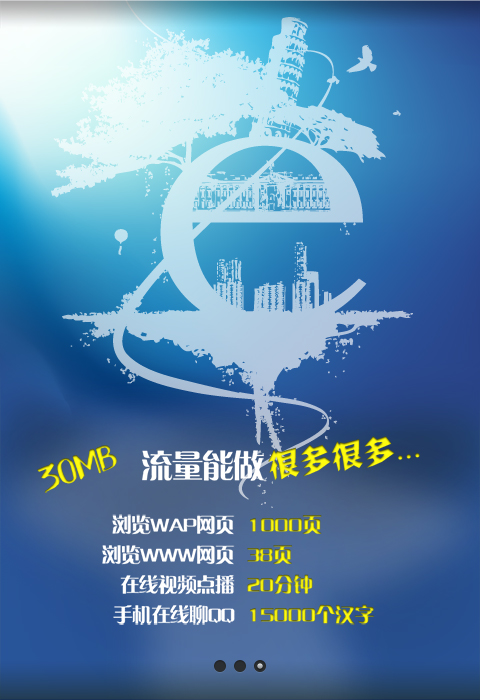 30MB 流量能做很多很多...
浏览WAP网页 1000页
浏览WWW网页 38页
在线视频点播 20分钟
手机在线聊QQ 15000个汉字